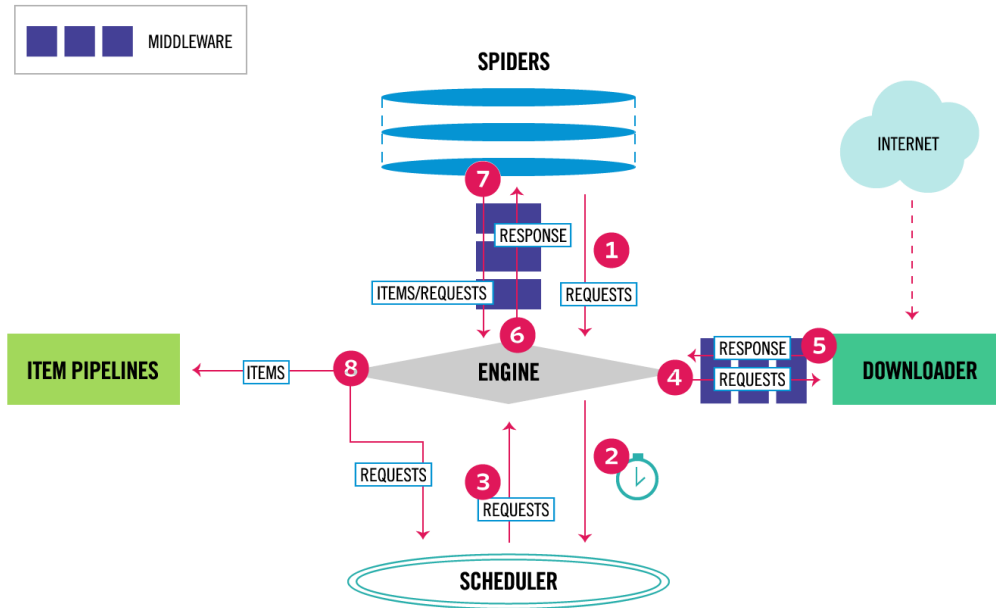 MIDDLEWARE
SPIDERS
INTERNET
7
RESPONSE
1
ITEMS/REQUESTS
REQUESTS
6
RESPONSE
5
ITEM PIPELINES
ITEMS
8
ENGINE
4
REQUESTS
DOWNLOADER
2
REQUESTS
3
REQUESTS
SCHEDULER